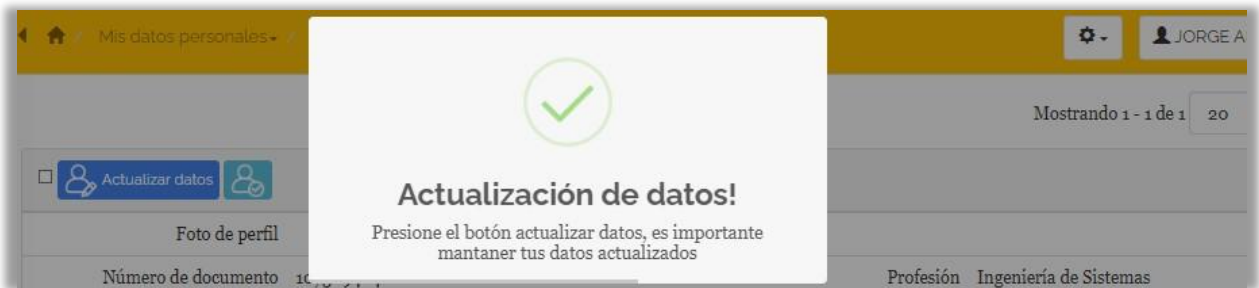 Mis datos personales
JORGE A
Mostrando 1 - 1 de 1 20
Actualizar datos
Actualización de datos!
Presione el botón actualizar datos, es importante
mantaner tus datos actualizados
Foto de perfil
Número de documento
Profesión Ingeniería de Sistemas